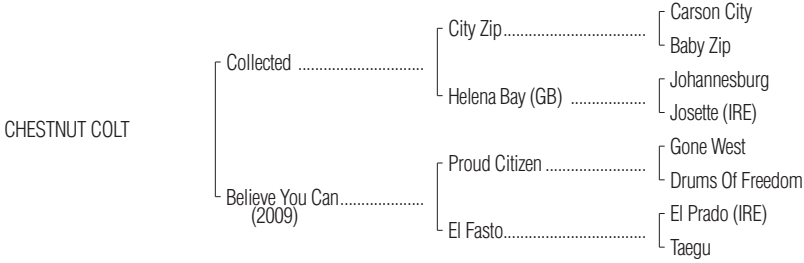 Carson City
City Zip................................
Baby Zip
Collected ............................
Johannesburg
Helena Bay (GB) .................
Josette (IRE)
CHESTNUT COLT
Gone West
Proud Citizen ......................
Drums Of Freedom
Believe You Can...................
(2009)
El Prado (IRE)
El Fasto................................
Taegu